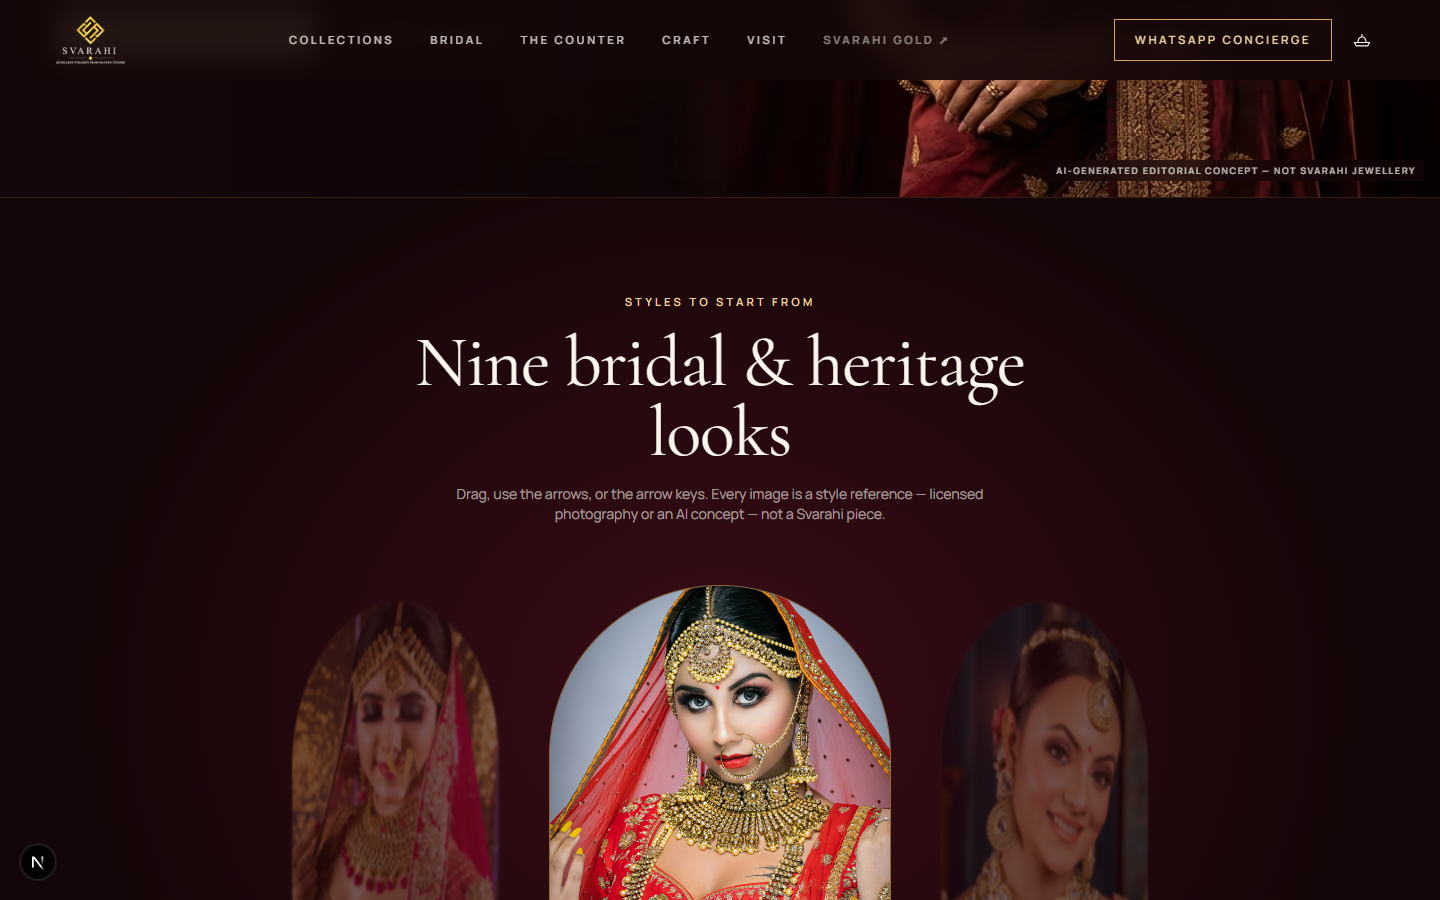 SVARAHI
COLLECTIONS
BRIDAL
THE COUNTER
CRAFT
VISIT
SVARAHI GOLD ↗
WHATSAPP CONCIERGE
AI-GENERATED EDITORIAL CONCEPT — NOT SVARAHI JEWELLERY
STYLES TO START FROM
Nine bridal & heritage
looks
Drag, use the arrows, or the arrow keys. Every image is a style reference — licensed
photography or an AI concept — not a Svarahi piece.
N